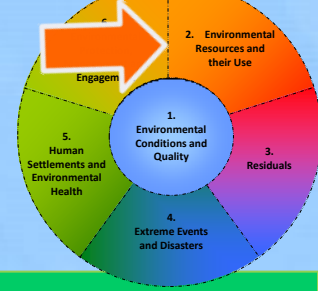 2. Environmental
Resources and
their Use
Engagem
1.
Environmental
Conditions and
Quality
3.
Residuals
5.
Human
Settlements and
Environmental
Health
4.
Extreme Events
and Disasters